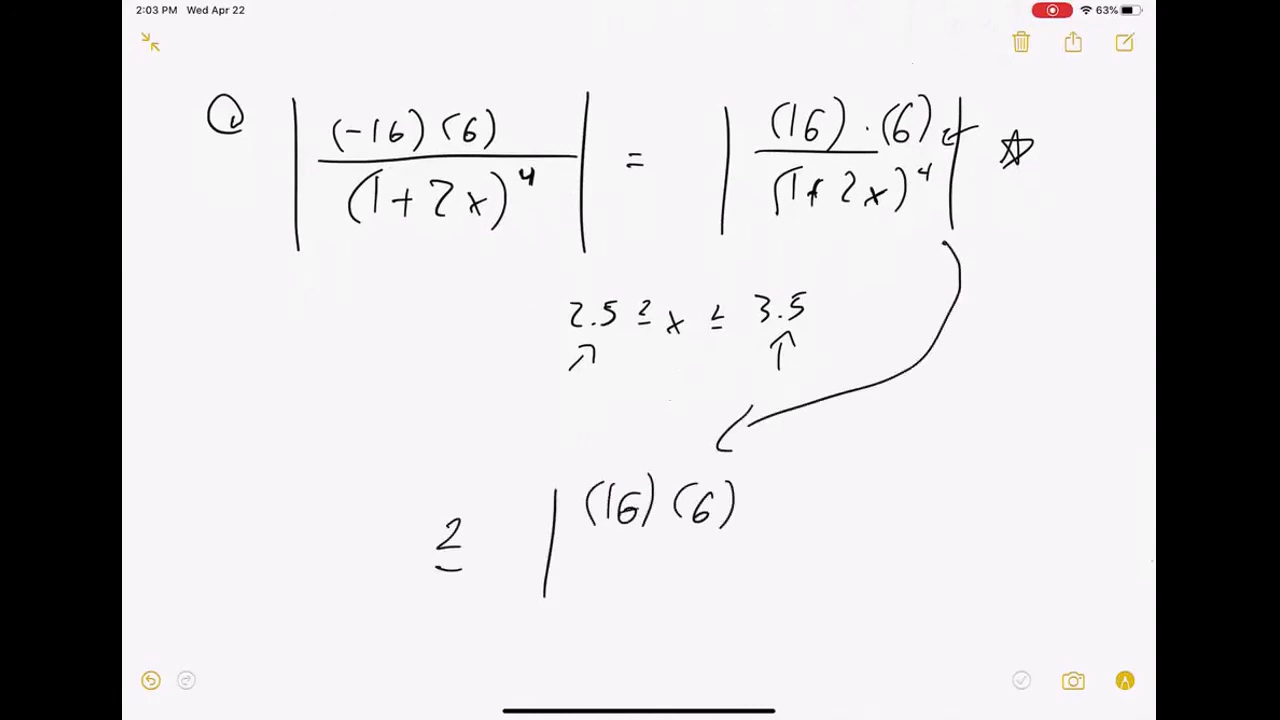 2:03 PM Wed Apr 22
63%
| (-16)(6) / (1+2x)^4 | = | (16)·(6) / (1+2x)^4 |
2.5 ≤ x ≤ 3.5
≤ | (16)(6)